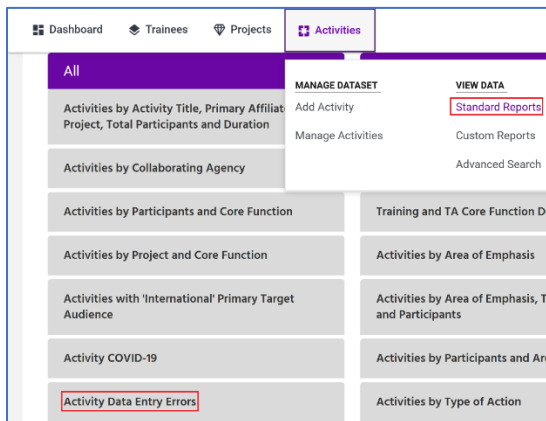 Dashboard
Trainees
Projects
Activities
All
MANAGE DATASET
VIEW DATA
Activities by Activity Title, Primary
Project, Total Participants and Duration
Add Activity
Standard Reports
Manage Activities
Custom Reports
Activities by Collaborating Agency
Advanced Search
Activities by Participants and Core Function
Training and TA Core Function
Activities by Project and Core Function
Activities by Area of Emphasis
Activities with 'International' Primary Target
Audience
Activities by Area of Emphasis,
and Participants
Activity COVID-19
Activities by Participants and
Activity Data Entry Errors
Activities by Type of Action